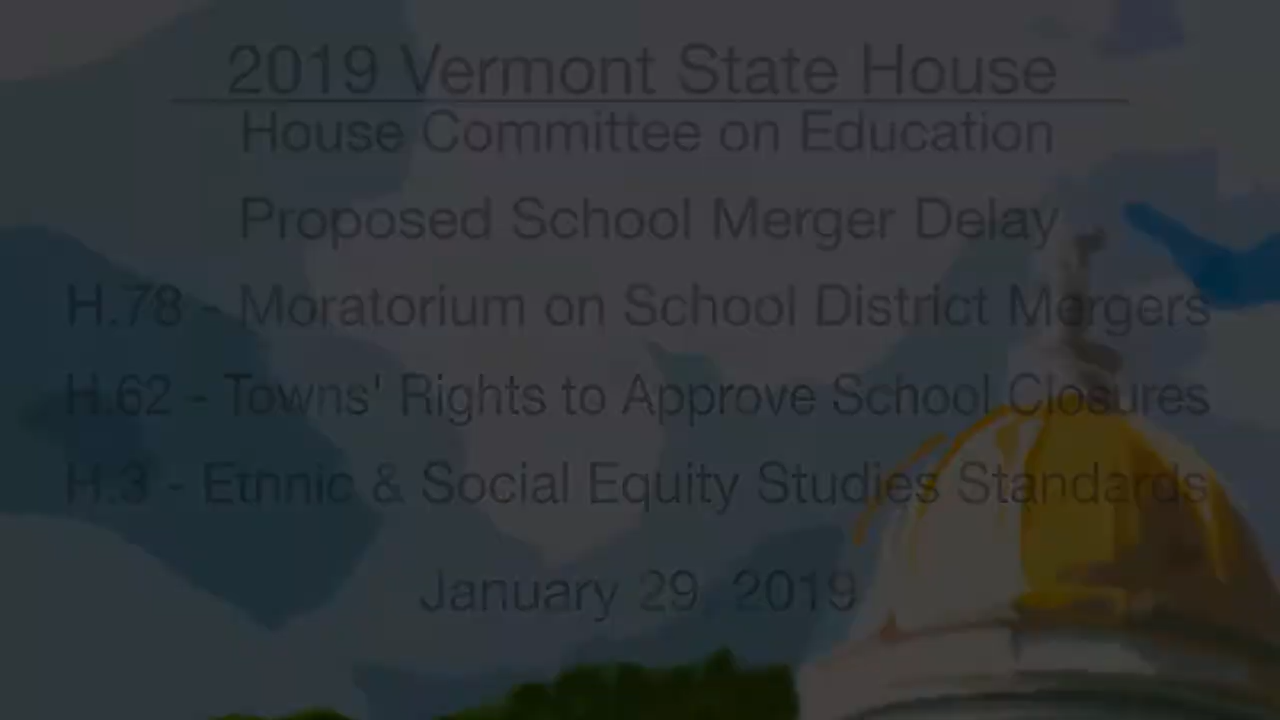 2019 Vermont State House
House Committee on Education
Proposed School Merger Delay
H.78 - Moratorium on School District Mergers
H.62 - Towns' Rights to Approve School Closures
H.3 - Ethnic & Social Equity Studies Standards
January 29, 2019